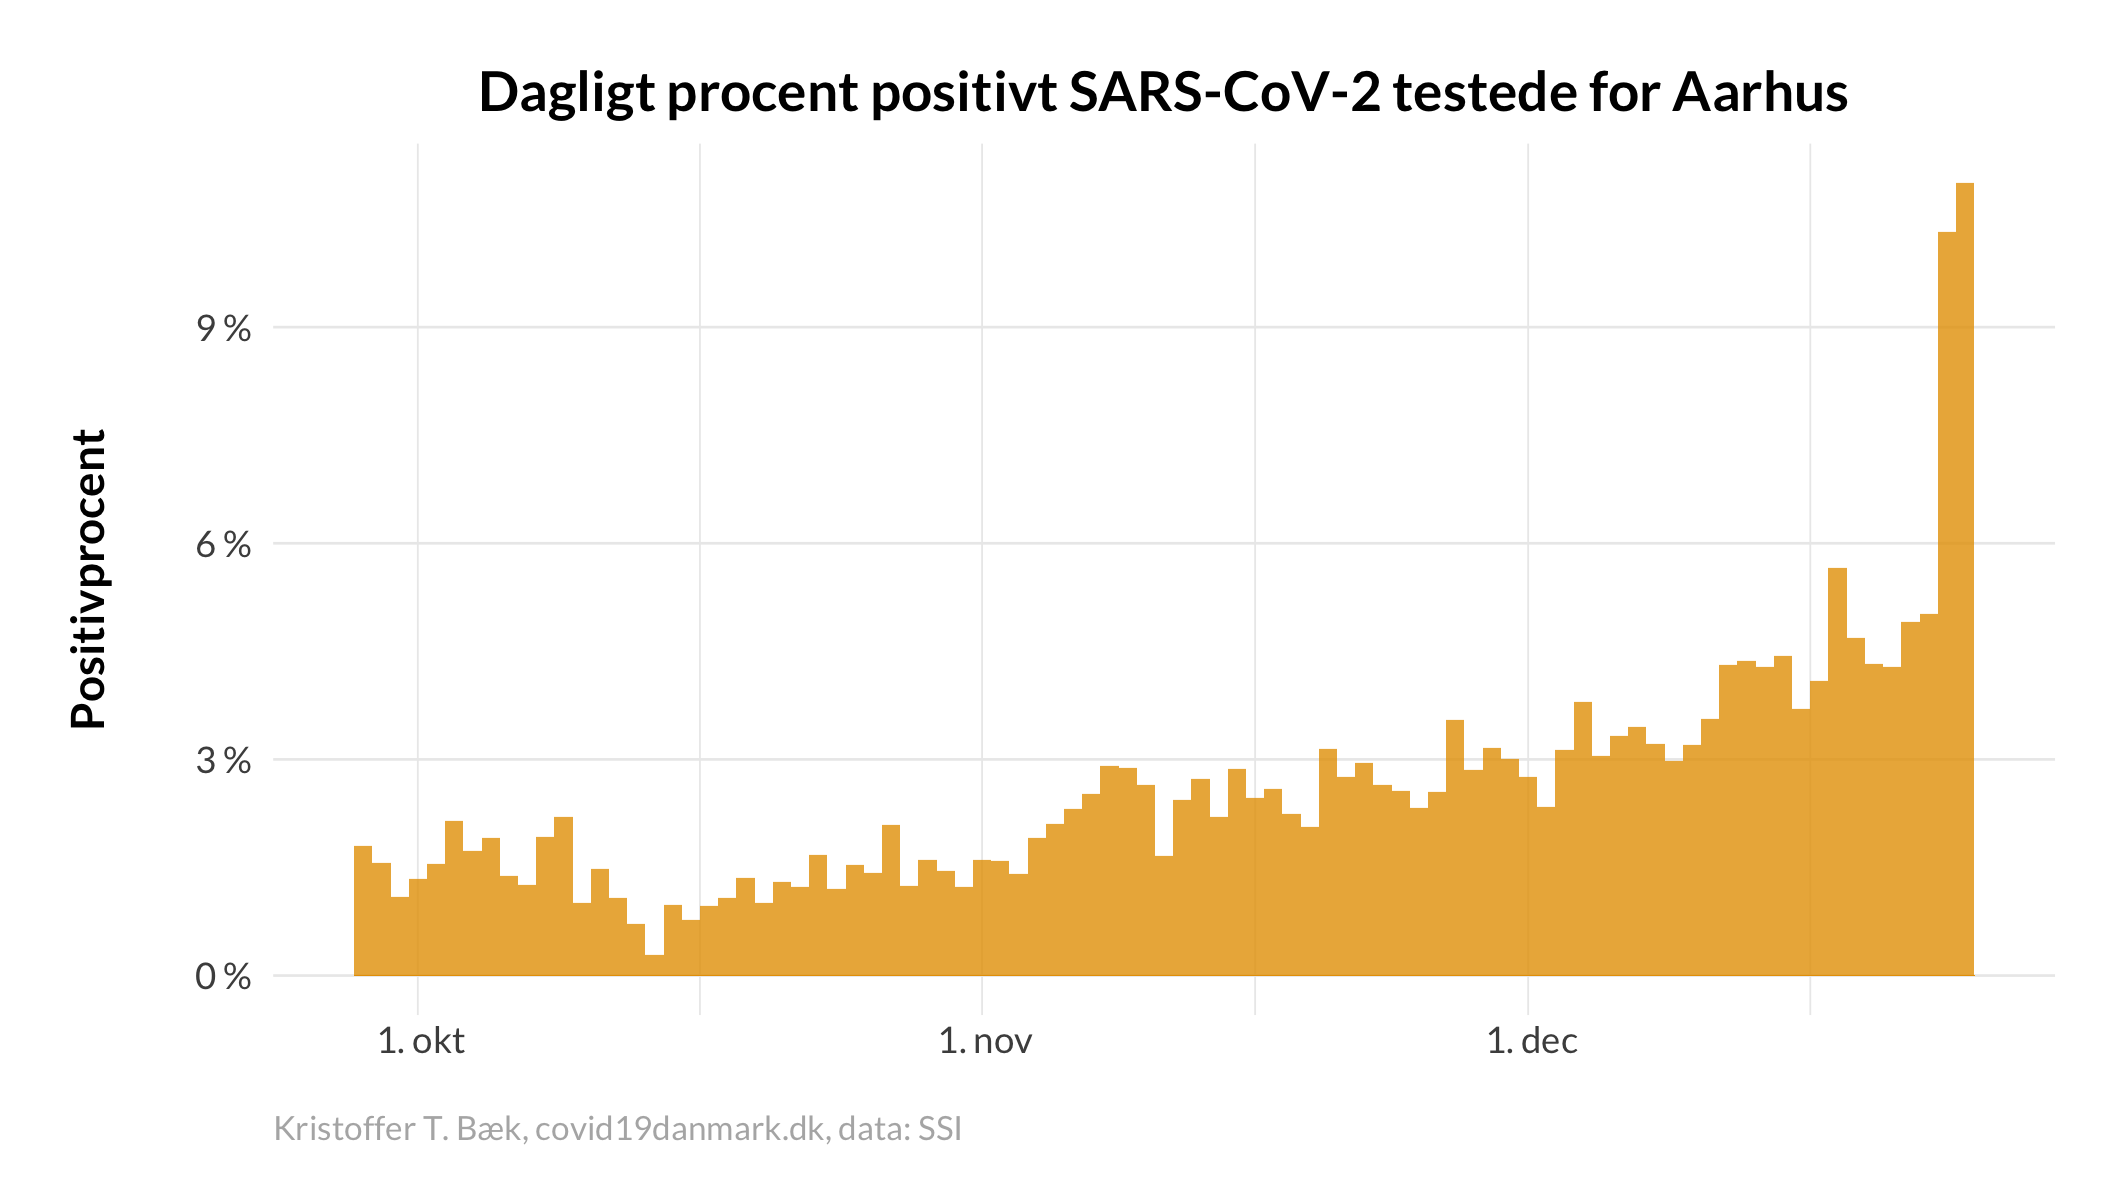 Dagligt procent positivt SARS-CoV-2 testede for Aarhus
Positivprocent
9 %
6 %
3 %
0 %
1. okt
1. nov
1. dec
Kristoffer T. Bæk, covid19danmark.dk, data: SSI